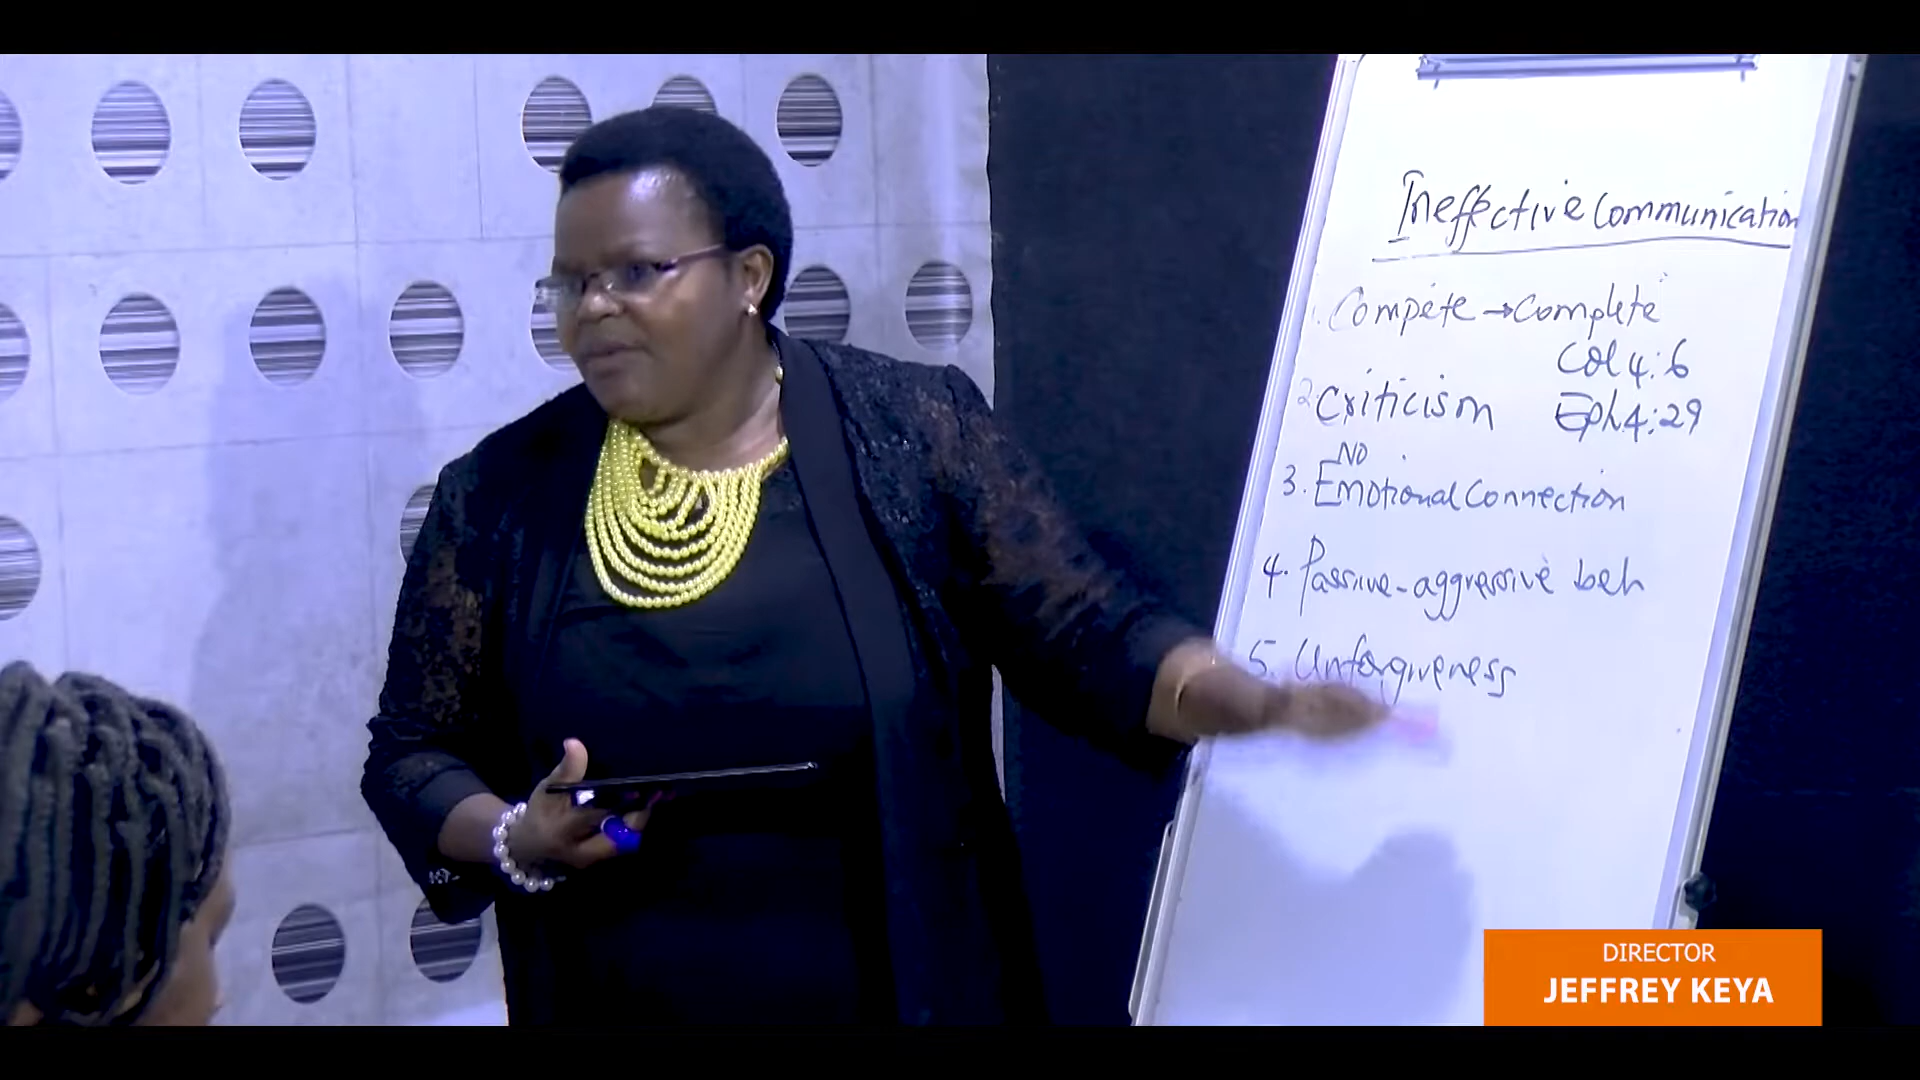 Ineffective Communication
1. Compete → Complete
Col 4:6
2. Criticism Eph 4:29
NO
3. Emotional Connection
4. Passive-aggressive beh
5. Unforgiveness
DIRECTOR
JEFFREY KEYA